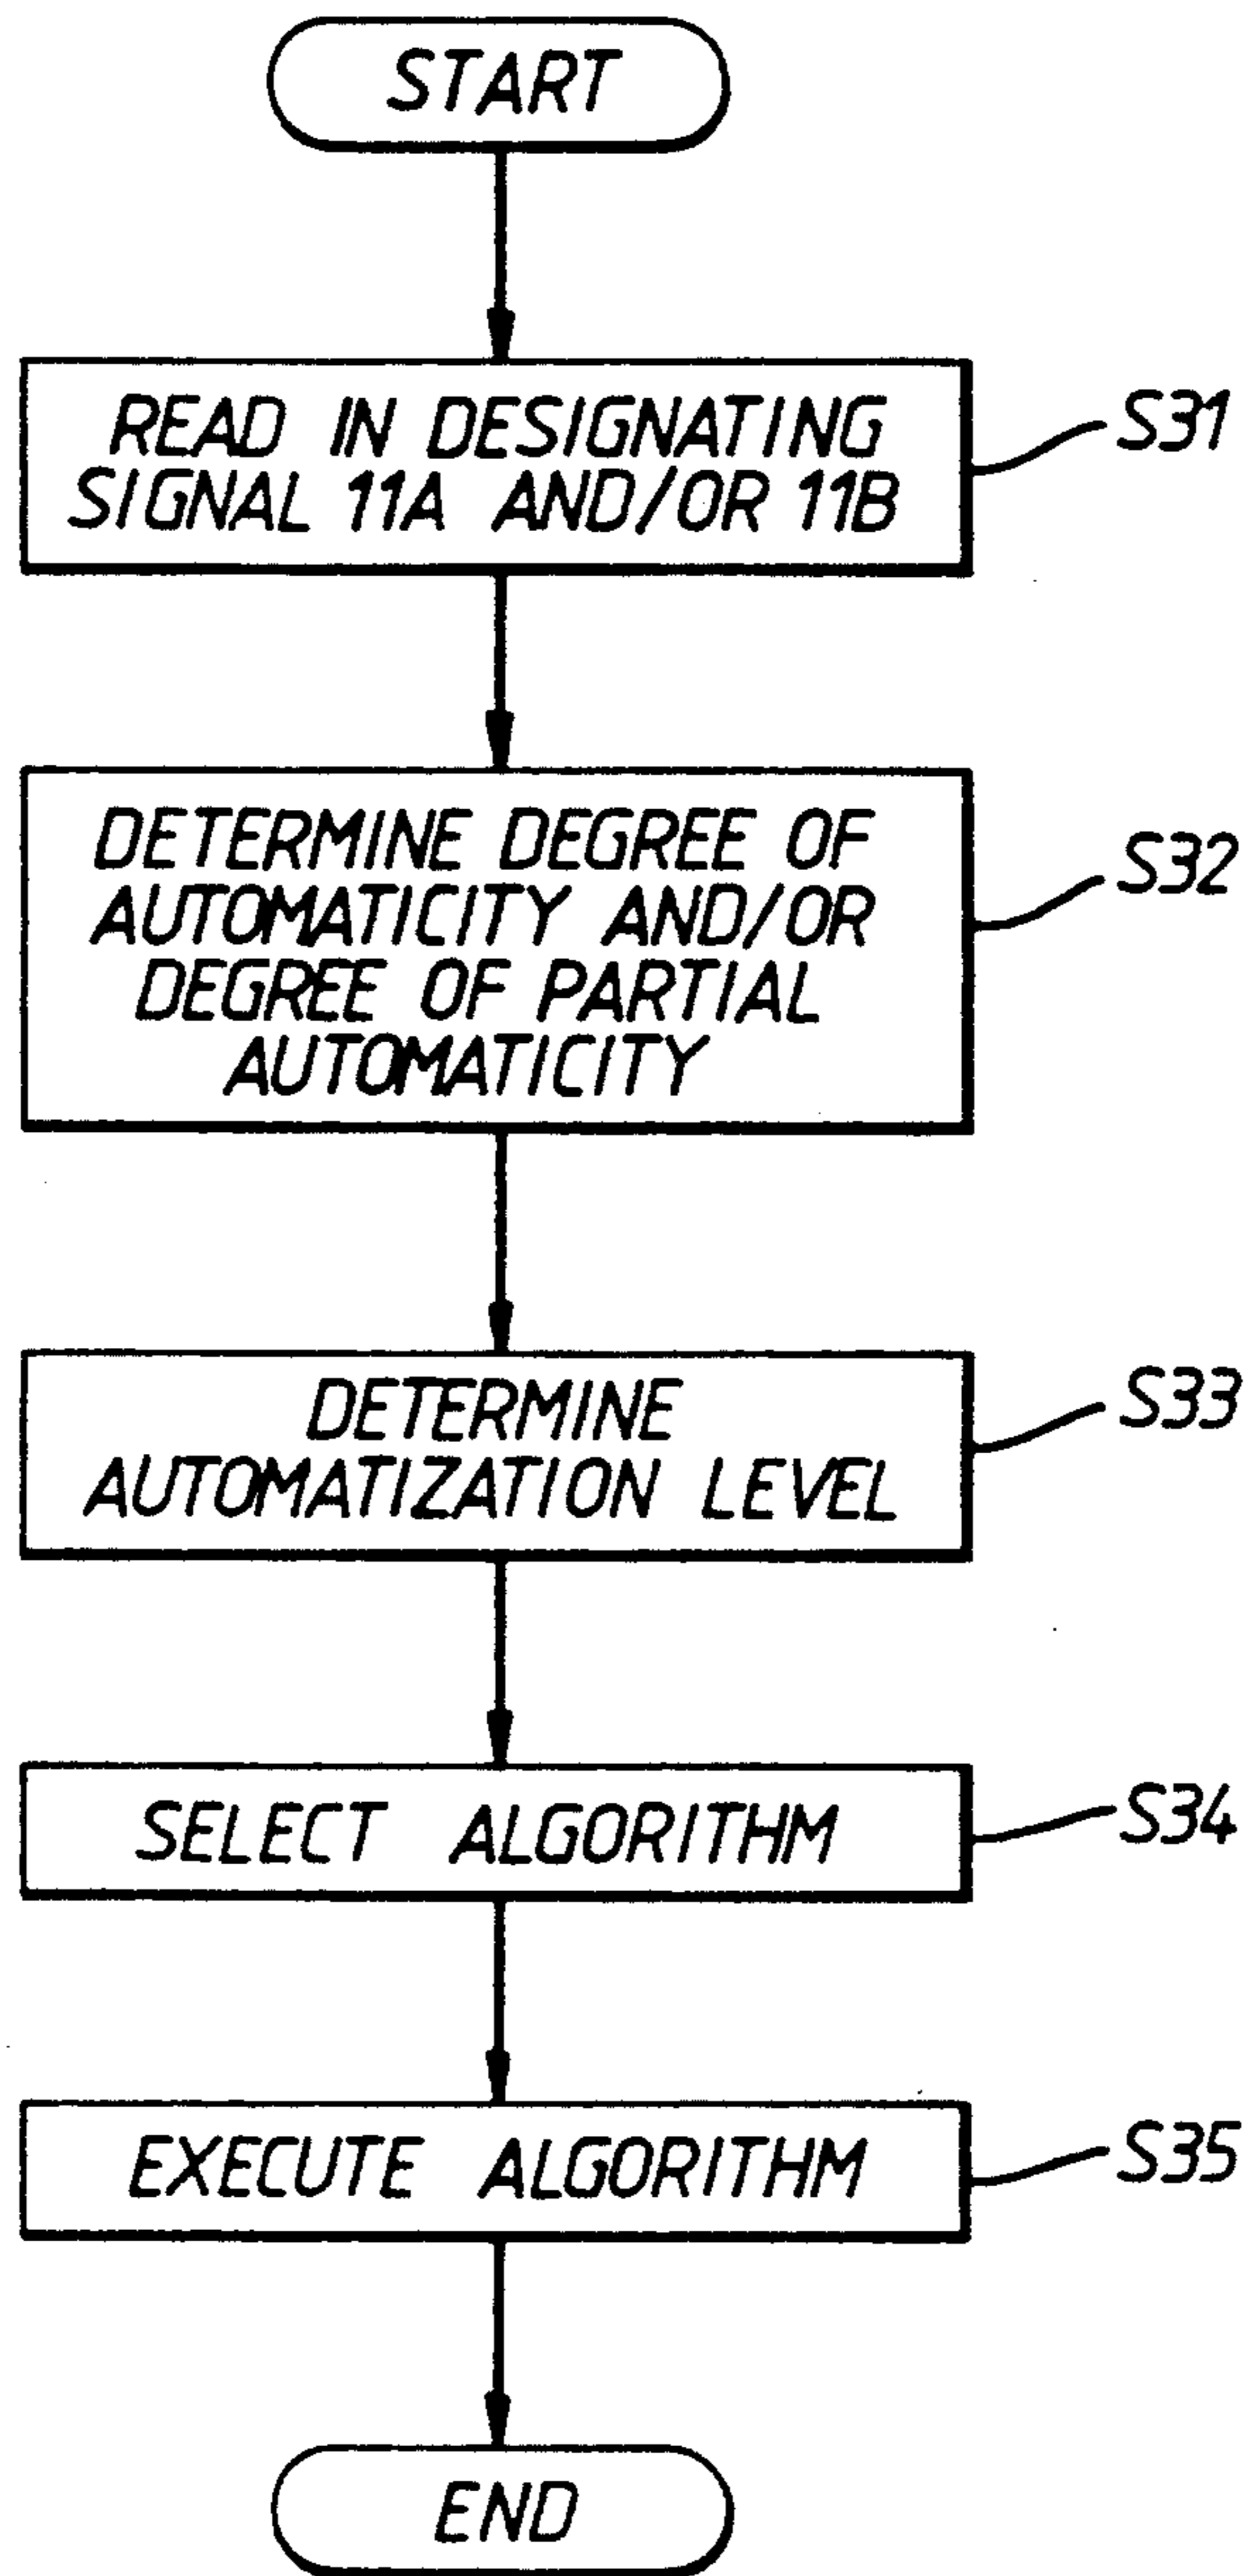 START
READ IN DESIGNATING
SIGNAL 11A AND/OR 11B
S31
DETERMINE DEGREE OF
AUTOMATICITY AND/OR
DEGREE OF PARTIAL
AUTOMATICITY
S32
DETERMINE
AUTOMATIZATION LEVEL
S33
SELECT ALGORITHM
S34
EXECUTE ALGORITHM
S35
END